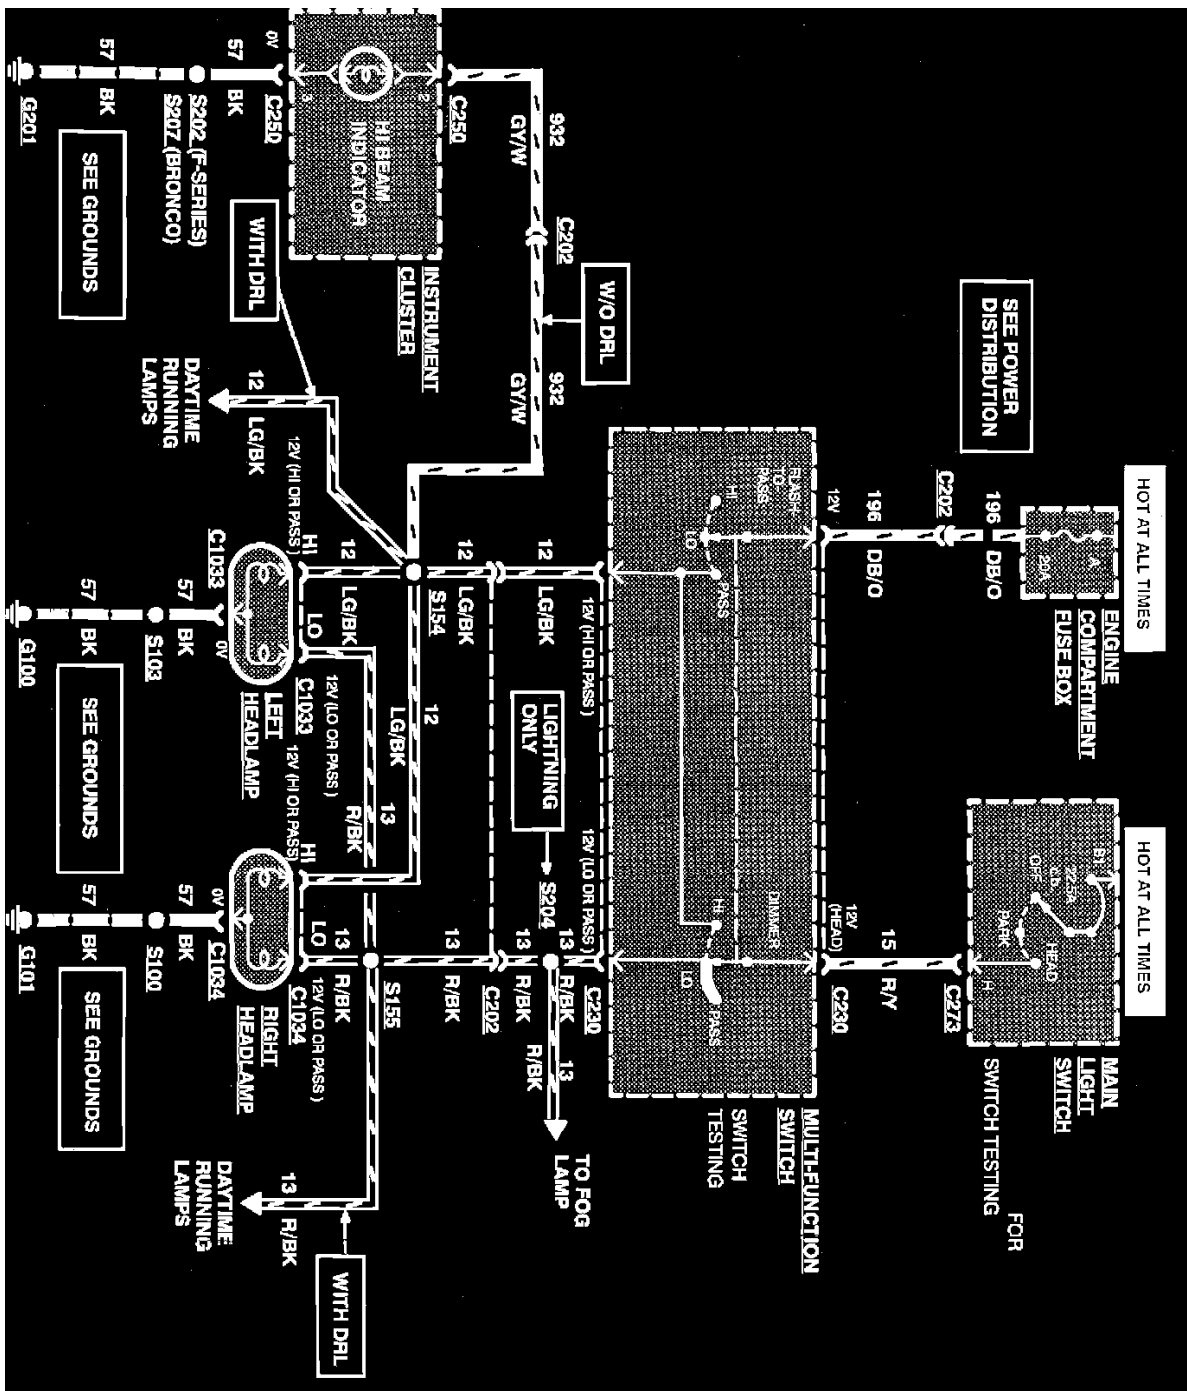 HOT AT ALL TIMES
HOT AT ALL TIMES
A
20A
ENGINE
COMPARTMENT
FUSE BOX
B1
22.5A
c.b.
OFF
PARK
HEAD
H
MAIN
LIGHT
SWITCH
FOR
SWITCH TESTING
SEE POWER
DISTRIBUTION
196
DB/O
C202
196
DB/O
12V
C273
15
R/Y
12V
(HEAD)
C230
FLASH-
TO-
PASS
HI
LO
PASS
DIMMER
HI
LO
PASS
MULTI-FUNCTION
SWITCH
SWITCH
TESTING
12V (HI OR PASS)
12V (LO OR PASS)
C230
W/O DRL
932
GY/W
C202
932
GY/W
12
LG/BK
LIGHTNING
ONLY
S204
13
R/BK
13
R/BK
TO FOG
LAMP
13
R/BK
C202
12
LG/BK
S154
13
R/BK
S155
C250
2
HI BEAM
INDICATOR
3
INSTRUMENT
CLUSTER
C250
0V
57
BK
S202 (F-SERIES)
S207 (BRONCO)
57
BK
G201
SEE GROUNDS
WITH DRL
12
LG/BK
DAYTIME
RUNNING
LAMPS
12
LG/BK
12V (HI OR PASS)
HI
LO
C1033
C1033
12V (LO OR PASS)
13
R/BK
12
LG/BK
LEFT
HEADLAMP
12V (HI OR PASS)
HI
LO
13
R/BK
12V (LO OR PASS)
C1034
C1034
RIGHT
HEADLAMP
0V
57
BK
S103
57
BK
G100
SEE GROUNDS
0V
57
BK
S100
57
BK
G101
SEE GROUNDS
13
R/BK
DAYTIME
RUNNING
LAMPS
WITH DRL